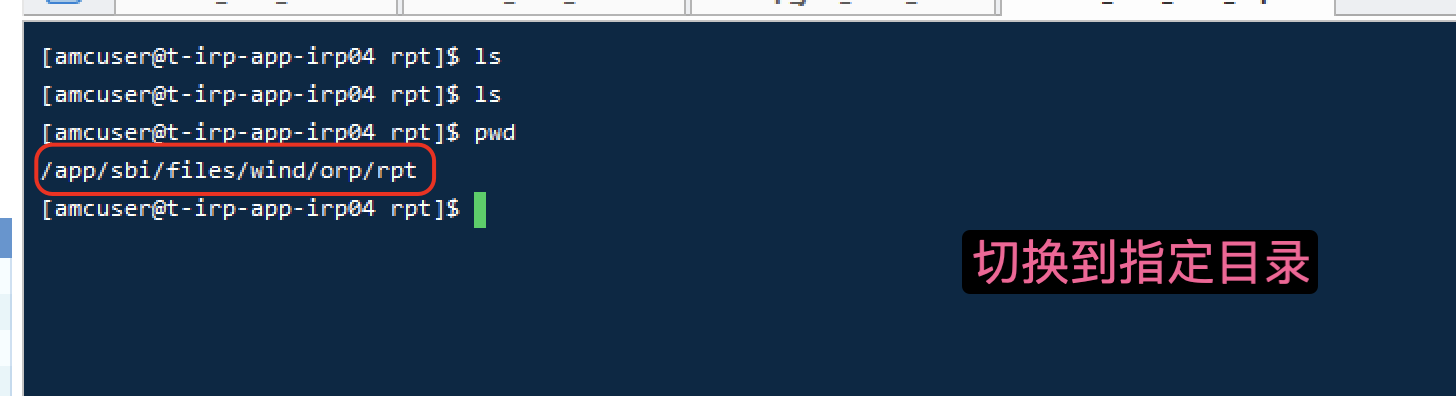 [amcuser@t-irp-app-irp04 rpt]$ ls
[amcuser@t-irp-app-irp04 rpt]$ ls
[amcuser@t-irp-app-irp04 rpt]$ pwd
/app/sbi/files/wind/orp/rpt
[amcuser@t-irp-app-irp04 rpt]$
切换到指定目录